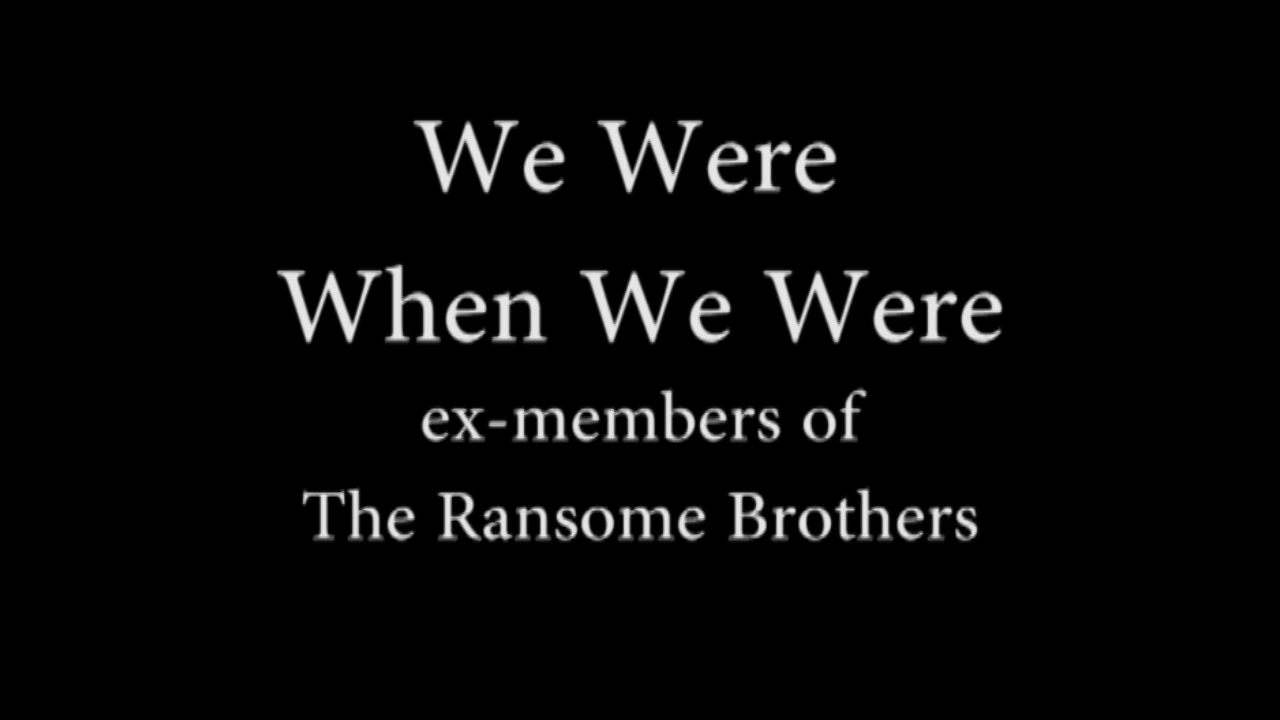 We Were
When We Were
ex-members of
The Ransome Brothers